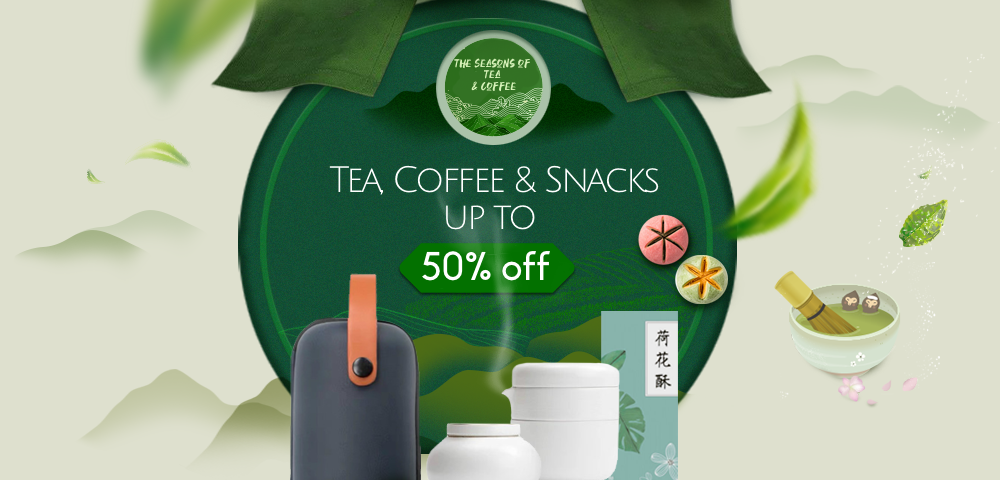 THE SEASONS OF
TEA
& COFFEE
TEA, COFFEE & SNACKS
UP TO
50% off
荷花酥